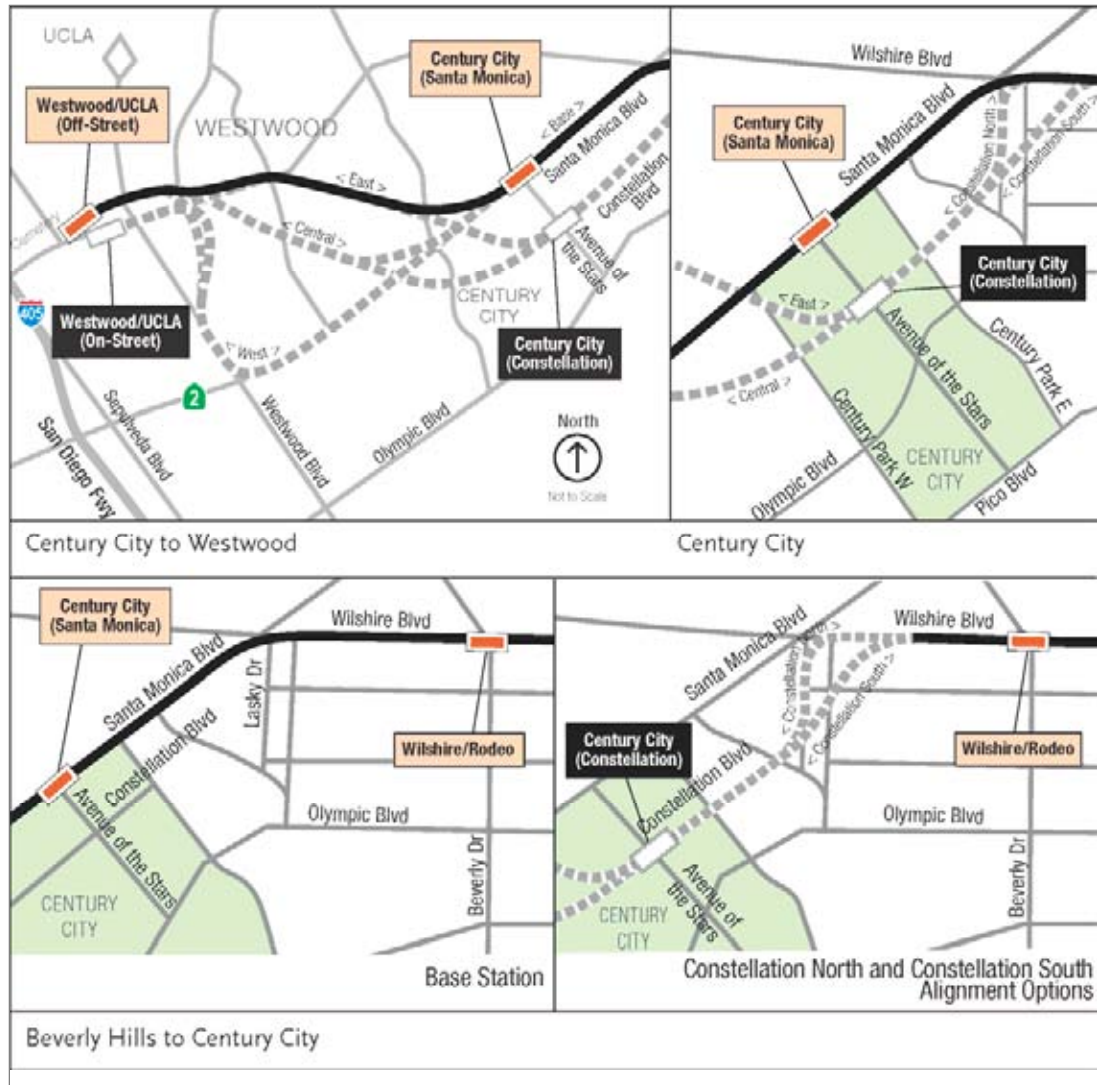 UCLA
Westwood/UCLA
(Off-Street)
WESTWOOD
Century City
(Santa Monica)
< Base >
Santa Monica Blvd
Constellation
Blvd
< East >
< Central >
Cemetery
Avenue of
the Stars
CENTURY
CITY
405
Westwood/UCLA
(On-Street)
< West >
Century City
(Constellation)
2
Sepulveda Blvd
San Diego Fwy
Westwood Blvd
Olympic Blvd
North
Not to Scale
Century City to Westwood
Wilshire Blvd
Santa Monica Blvd
< Constellation North >
< Constellation South >
Century City
(Santa Monica)
Century City
(Constellation)
< East >
< Central >
Avenue of the Stars
Century Park E
Century Park W
CENTURY
CITY
Olympic Blvd
Pico Blvd
Century City
Century City
(Santa Monica)
Wilshire Blvd
Santa Monica Blvd
Lasky Dr
Constellation Blvd
Wilshire/Rodeo
Avenue of the Stars
Olympic Blvd
Beverly Dr
CENTURY
CITY
Base Station
Wilshire Blvd
Santa Monica Blvd
< Constellation North >
< Constellation South >
Century City
(Constellation)
Constellation Blvd
Wilshire/Rodeo
Olympic Blvd
Avenue of
the Stars
Beverly Dr
CENTURY
CITY
Constellation North and Constellation South
Alignment Options
Beverly Hills to Century City